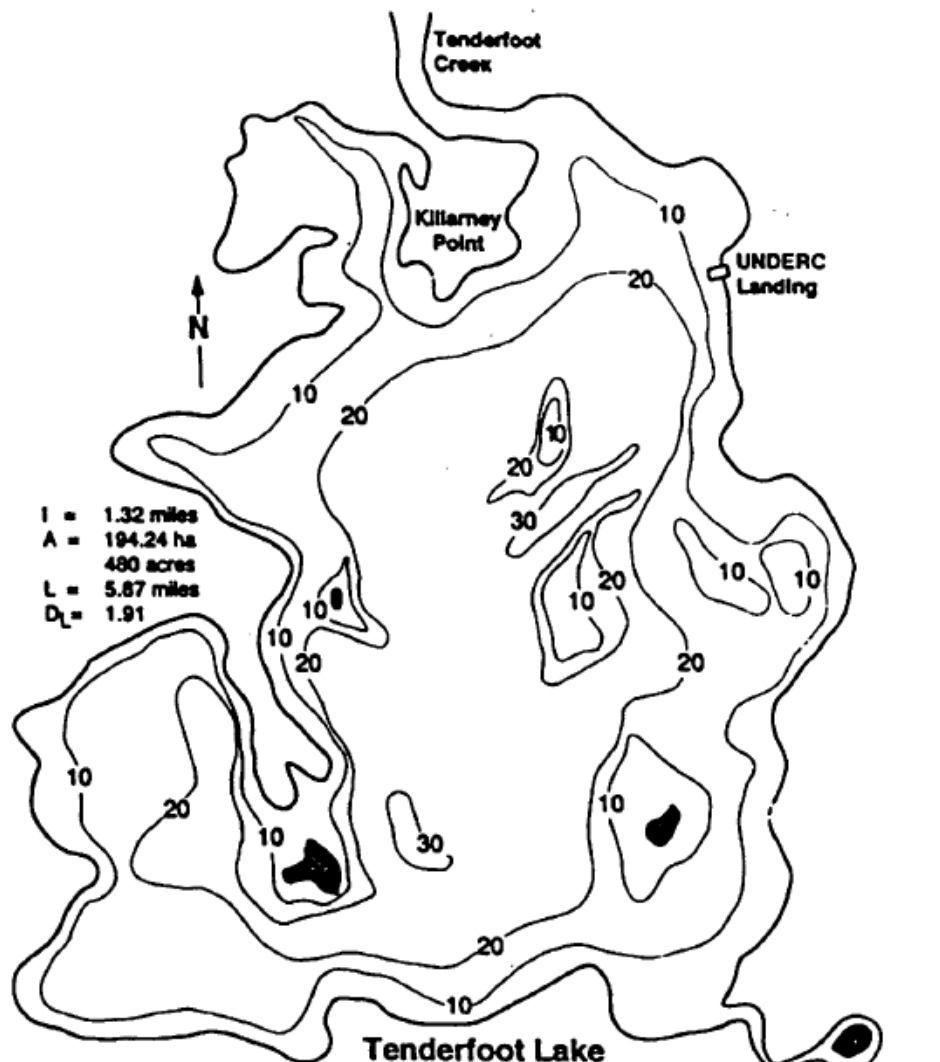 Tenderfoot
Creek
Killarney
Point
10
UNDERC
Landing
20
N
10
20
10
20
30
l = 1.32 miles
A = 194.24 ha
480 acres
L = 5.87 miles
DL= 1.91
10
10
10
20
10
10
20
20
10
20
10
10
30
20
10
Tenderfoot Lake